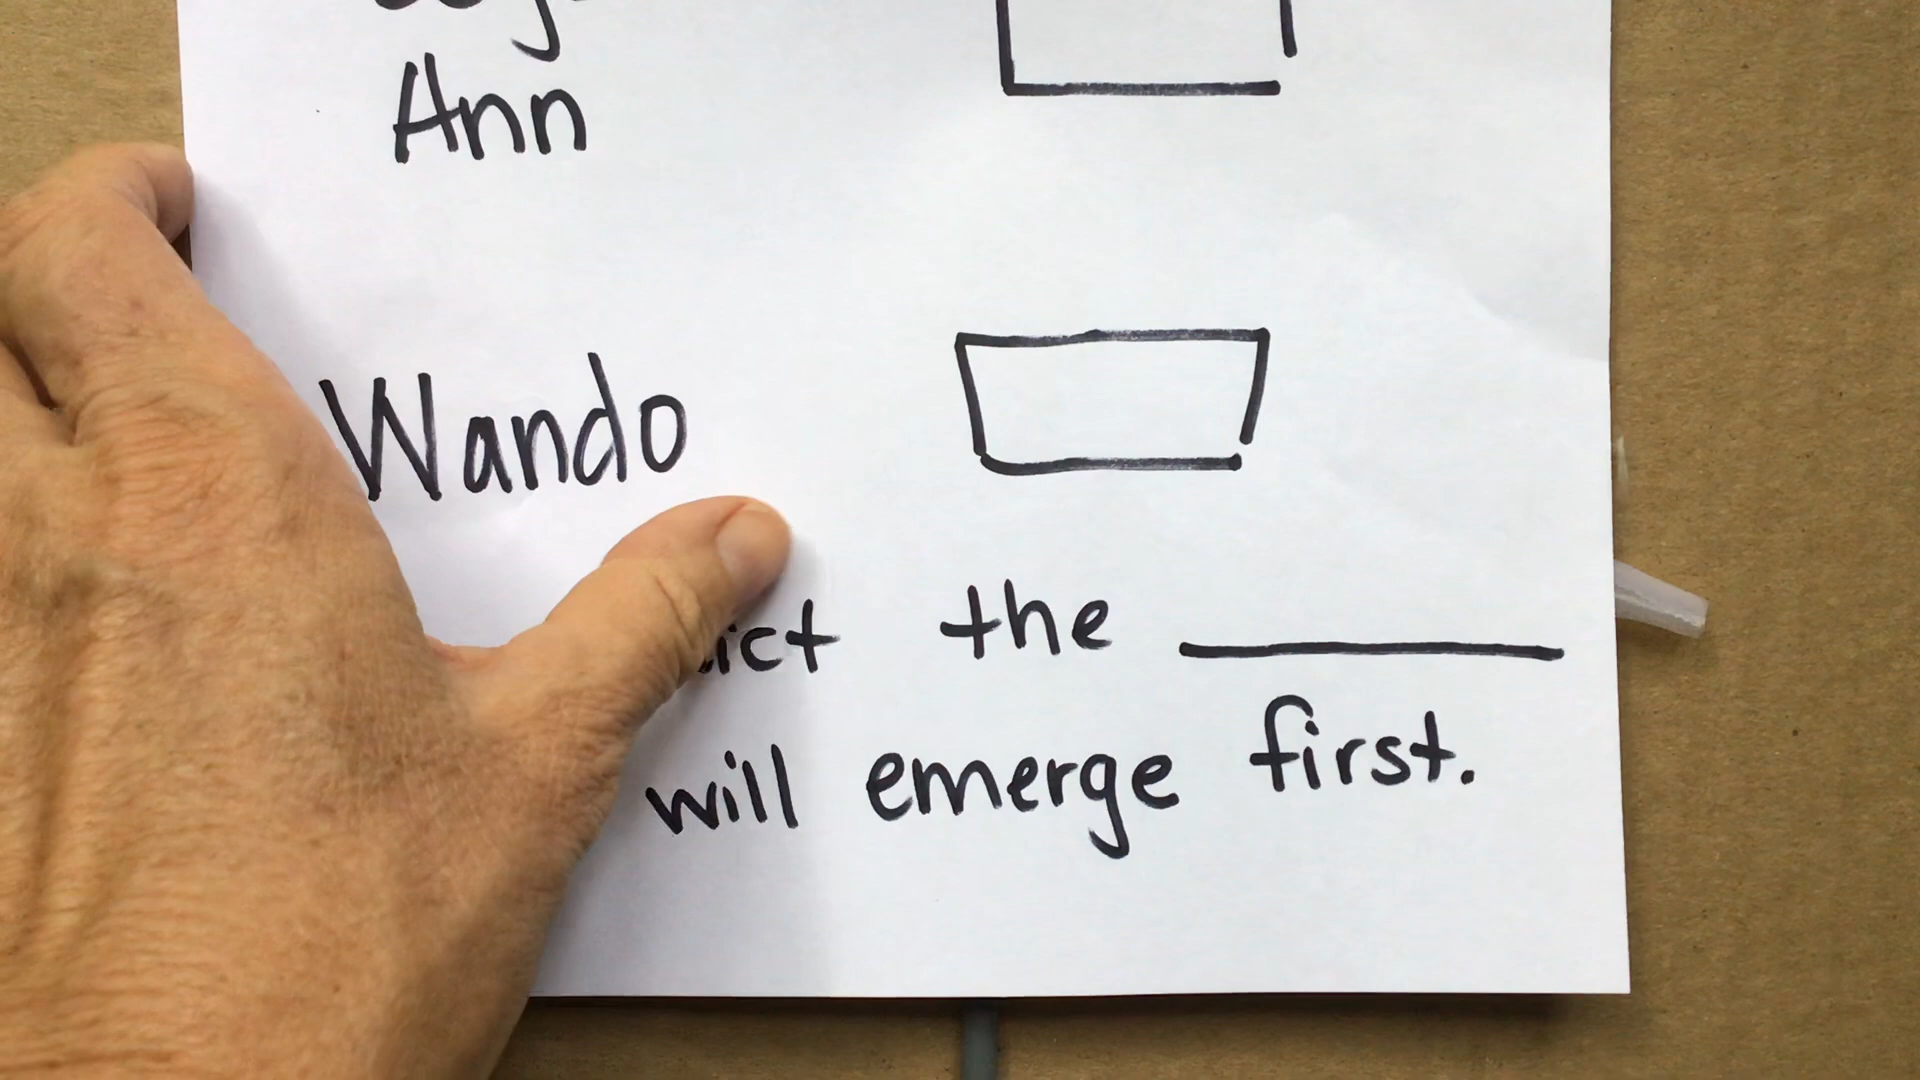 Ann
Wando
the
will emerge first.